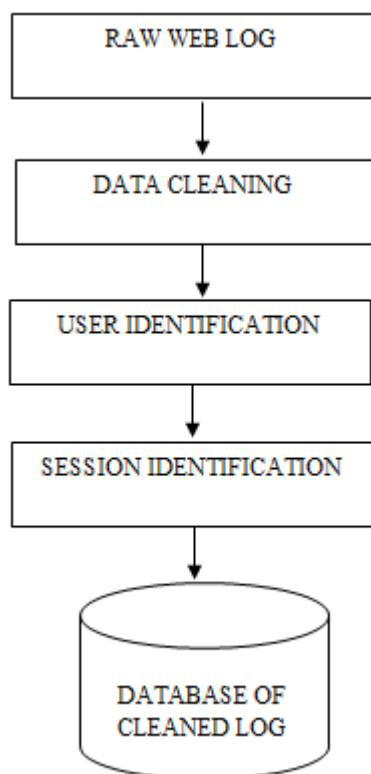 RAW WEB LOG
DATA CLEANING
USER IDENTIFICATION
SESSION IDENTIFICATION
DATABASE OF
CLEANED LOG